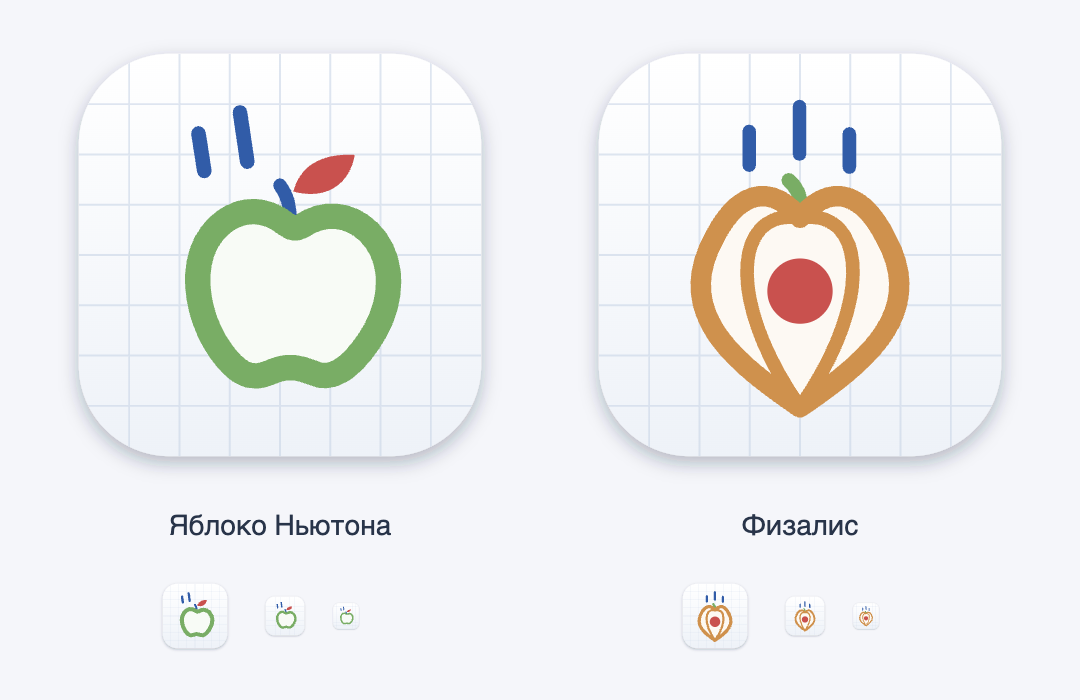 Яблоко Ньютона
Физалис